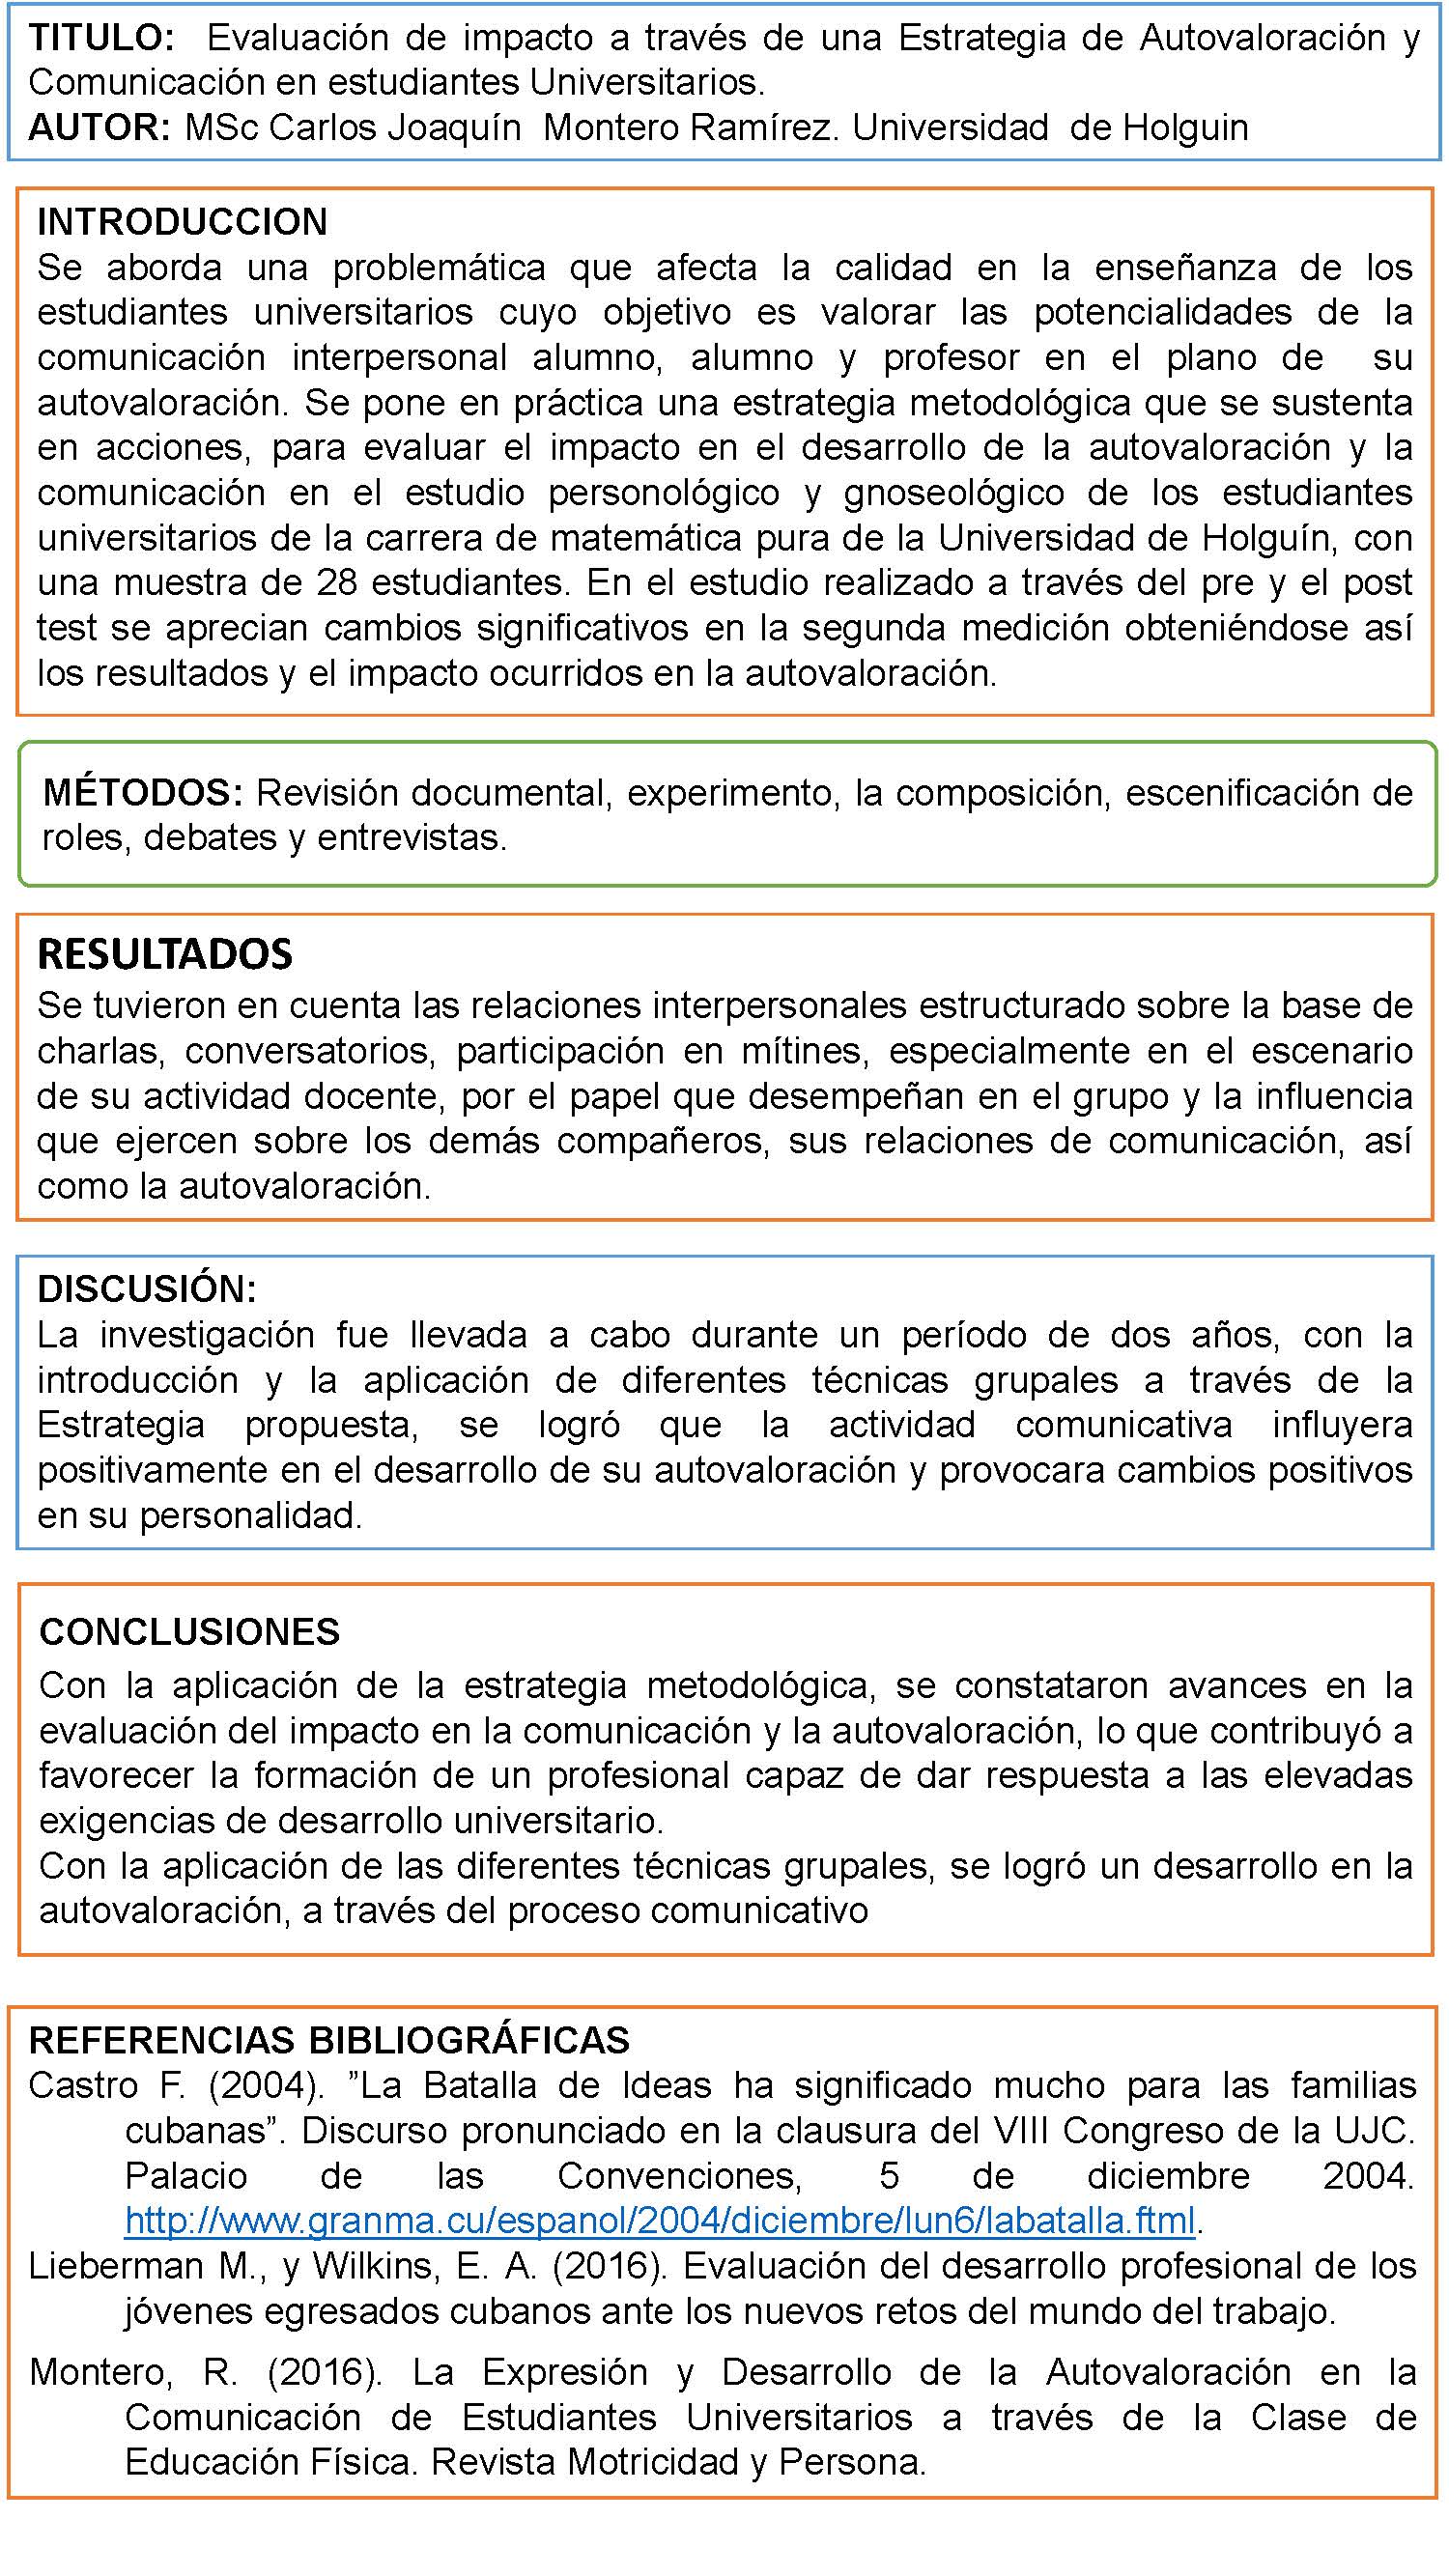 TITULO: Evaluación de impacto a través de una Estrategia de Autovaloración y
Comunicación en estudiantes Universitarios.
AUTOR: MSc Carlos Joaquín Montero Ramírez. Universidad de Holguin
INTRODUCCION
Se aborda una problemática que afecta la calidad en la enseñanza de los
estudiantes universitarios cuyo objetivo es valorar las potencialidades de la
comunicación interpersonal alumno, alumno y profesor en el plano de su
autovaloración. Se pone en práctica una estrategia metodológica que se sustenta
en acciones, para evaluar el impacto en el desarrollo de la autovaloración y la
comunicación en el estudio personológico y gnoseológico de los estudiantes
universitarios de la carrera de matemática pura de la Universidad de Holguín, con
una muestra de 28 estudiantes. En el estudio realizado a través del pre y el post
test se aprecian cambios significativos en la segunda medición obteniéndose así
los resultados y el impacto ocurridos en la autovaloración.
MÉTODOS: Revisión documental, experimento, la composición, escenificación de
roles, debates y entrevistas.
RESULTADOS
Se tuvieron en cuenta las relaciones interpersonales estructurado sobre la base de
charlas, conversatorios, participación en mítines, especialmente en el escenario
de su actividad docente, por el papel que desempeñan en el grupo y la influencia
que ejercen sobre los demás compañeros, sus relaciones de comunicación, así
como la autovaloración.
DISCUSIÓN:
La investigación fue llevada a cabo durante un período de dos años, con la
introducción y la aplicación de diferentes técnicas grupales a través de la
Estrategia propuesta, se logró que la actividad comunicativa influyera
positivamente en el desarrollo de su autovaloración y provocara cambios positivos
en su personalidad.
CONCLUSIONES
Con la aplicación de la estrategia metodológica, se constataron avances en la
evaluación del impacto en la comunicación y la autovaloración, lo que contribuyó a
favorecer la formación de un profesional capaz de dar respuesta a las elevadas
exigencias de desarrollo universitario.
Con la aplicación de las diferentes técnicas grupales, se logró un desarrollo en la
autovaloración, a través del proceso comunicativo
REFERENCIAS BIBLIOGRÁFICAS
Castro F. (2004). ”La Batalla de Ideas ha significado mucho para las familias
cubanas”. Discurso pronunciado en la clausura del VIII Congreso de la UJC.
Palacio de las Convenciones, 5 de diciembre 2004.
http://www.granma.cu/espanol/2004/diciembre/lun6/labatalla.ftml.
Lieberman M., y Wilkins, E. A. (2016). Evaluación del desarrollo profesional de los
jóvenes egresados cubanos ante los nuevos retos del mundo del trabajo.
Montero, R. (2016). La Expresión y Desarrollo de la Autovaloración en la
Comunicación de Estudiantes Universitarios a través de la Clase de
Educación Física. Revista Motricidad y Persona.